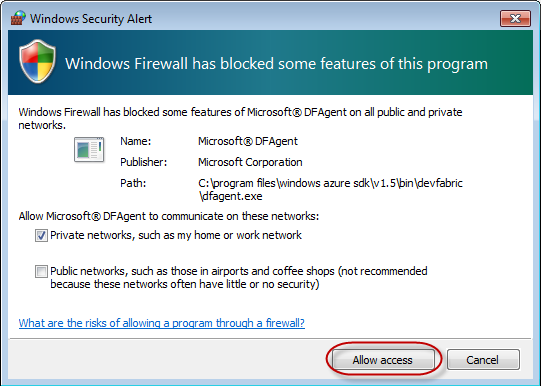 Windows Security Alert
Windows Firewall has blocked some features of this program
Windows Firewall has blocked some features of Microsoft® DFAgent on all public and private
networks.
Name: Microsoft® DFAgent
Publisher: Microsoft Corporation
Path: C:\program files\windows azure sdk\v1.5\bin\devfabric
\dfagent.exe
Allow Microsoft® DFAgent to communicate on these networks:
Private networks, such as my home or work network
Public networks, such as those in airports and coffee shops (not recommended
because these networks often have little or no security)
What are the risks of allowing a program through a firewall?
Allow access Cancel